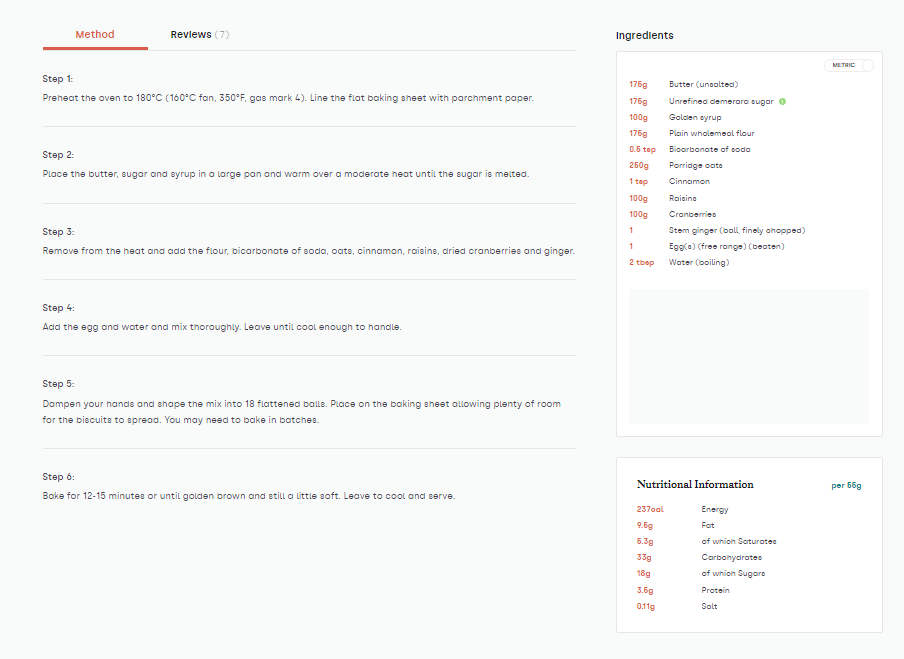 Method
Reviews (7)
Step 1:
Preheat the oven to 180°C (160°C fan, 350°F, gas mark 4). Line the flat baking sheet with parchment paper.
Step 2:
Place the butter, sugar and syrup in a large pan and warm over a moderate heat until the sugar is melted.
Step 3:
Remove from the heat and add the flour, bicarbonate of soda, oats, cinnamon, raisins, dried cranberries and ginger.
Step 4:
Add the egg and water and mix thoroughly. Leave until cool enough to handle.
Step 5:
Dampen your hands and shape the mix into 18 flattened balls. Place on the baking sheet allowing plenty of room
for the biscuits to spread. You may need to bake in batches.
Step 6:
Bake for 12-15 minutes or until golden brown and still a little soft. Leave to cool and serve.
Ingredients
METRIC
175g Butter (unsalted)
175g Unrefined demerara sugar
100g Golden syrup
175g Plain wholemeal flour
0.5 tsp Bicarbonate of soda
250g Porridge oats
1 tsp Cinnamon
100g Raisins
100g Cranberries
1 Stem ginger (ball, finely chopped)
1 Egg(s) (free range) (beaten)
2 tbsp Water (boiling)
Nutritional Information per 55g
237cal Energy
9.5g Fat
5.3g of which Saturates
33g Carbohydrates
18g of which Sugars
3.5g Protein
0.11g Salt